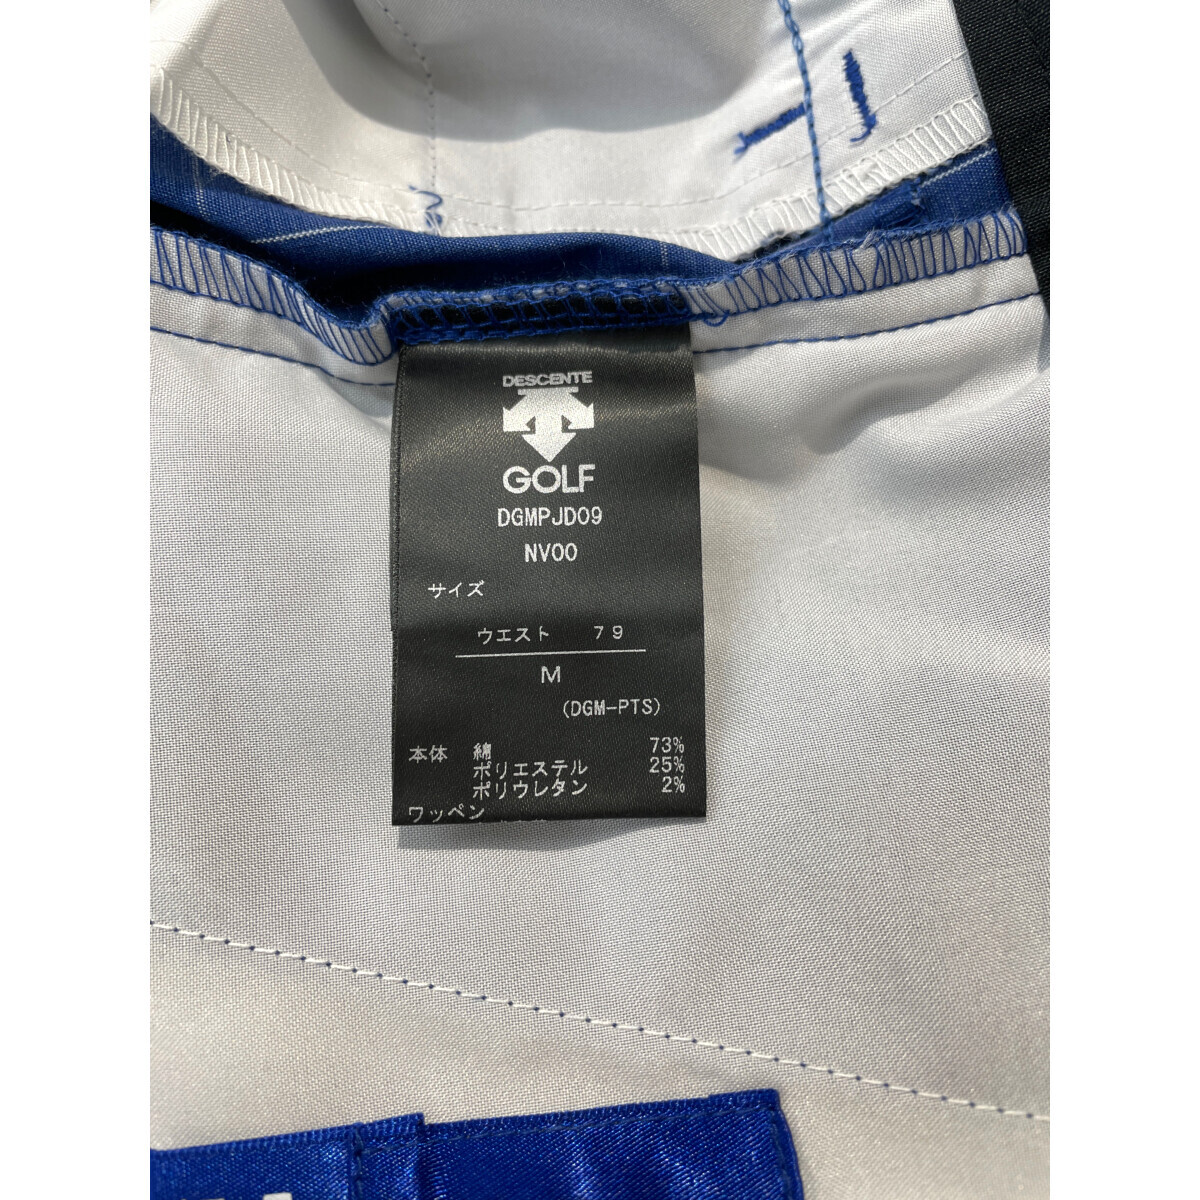 DESCENTE
GOLF
DGMPJD09
NV00
サイズ
ウエスト 79
M
(DGM-PTS)
本体 綿 73%
ポリエステル 25%
ポリウレタン 2%
ワッペン